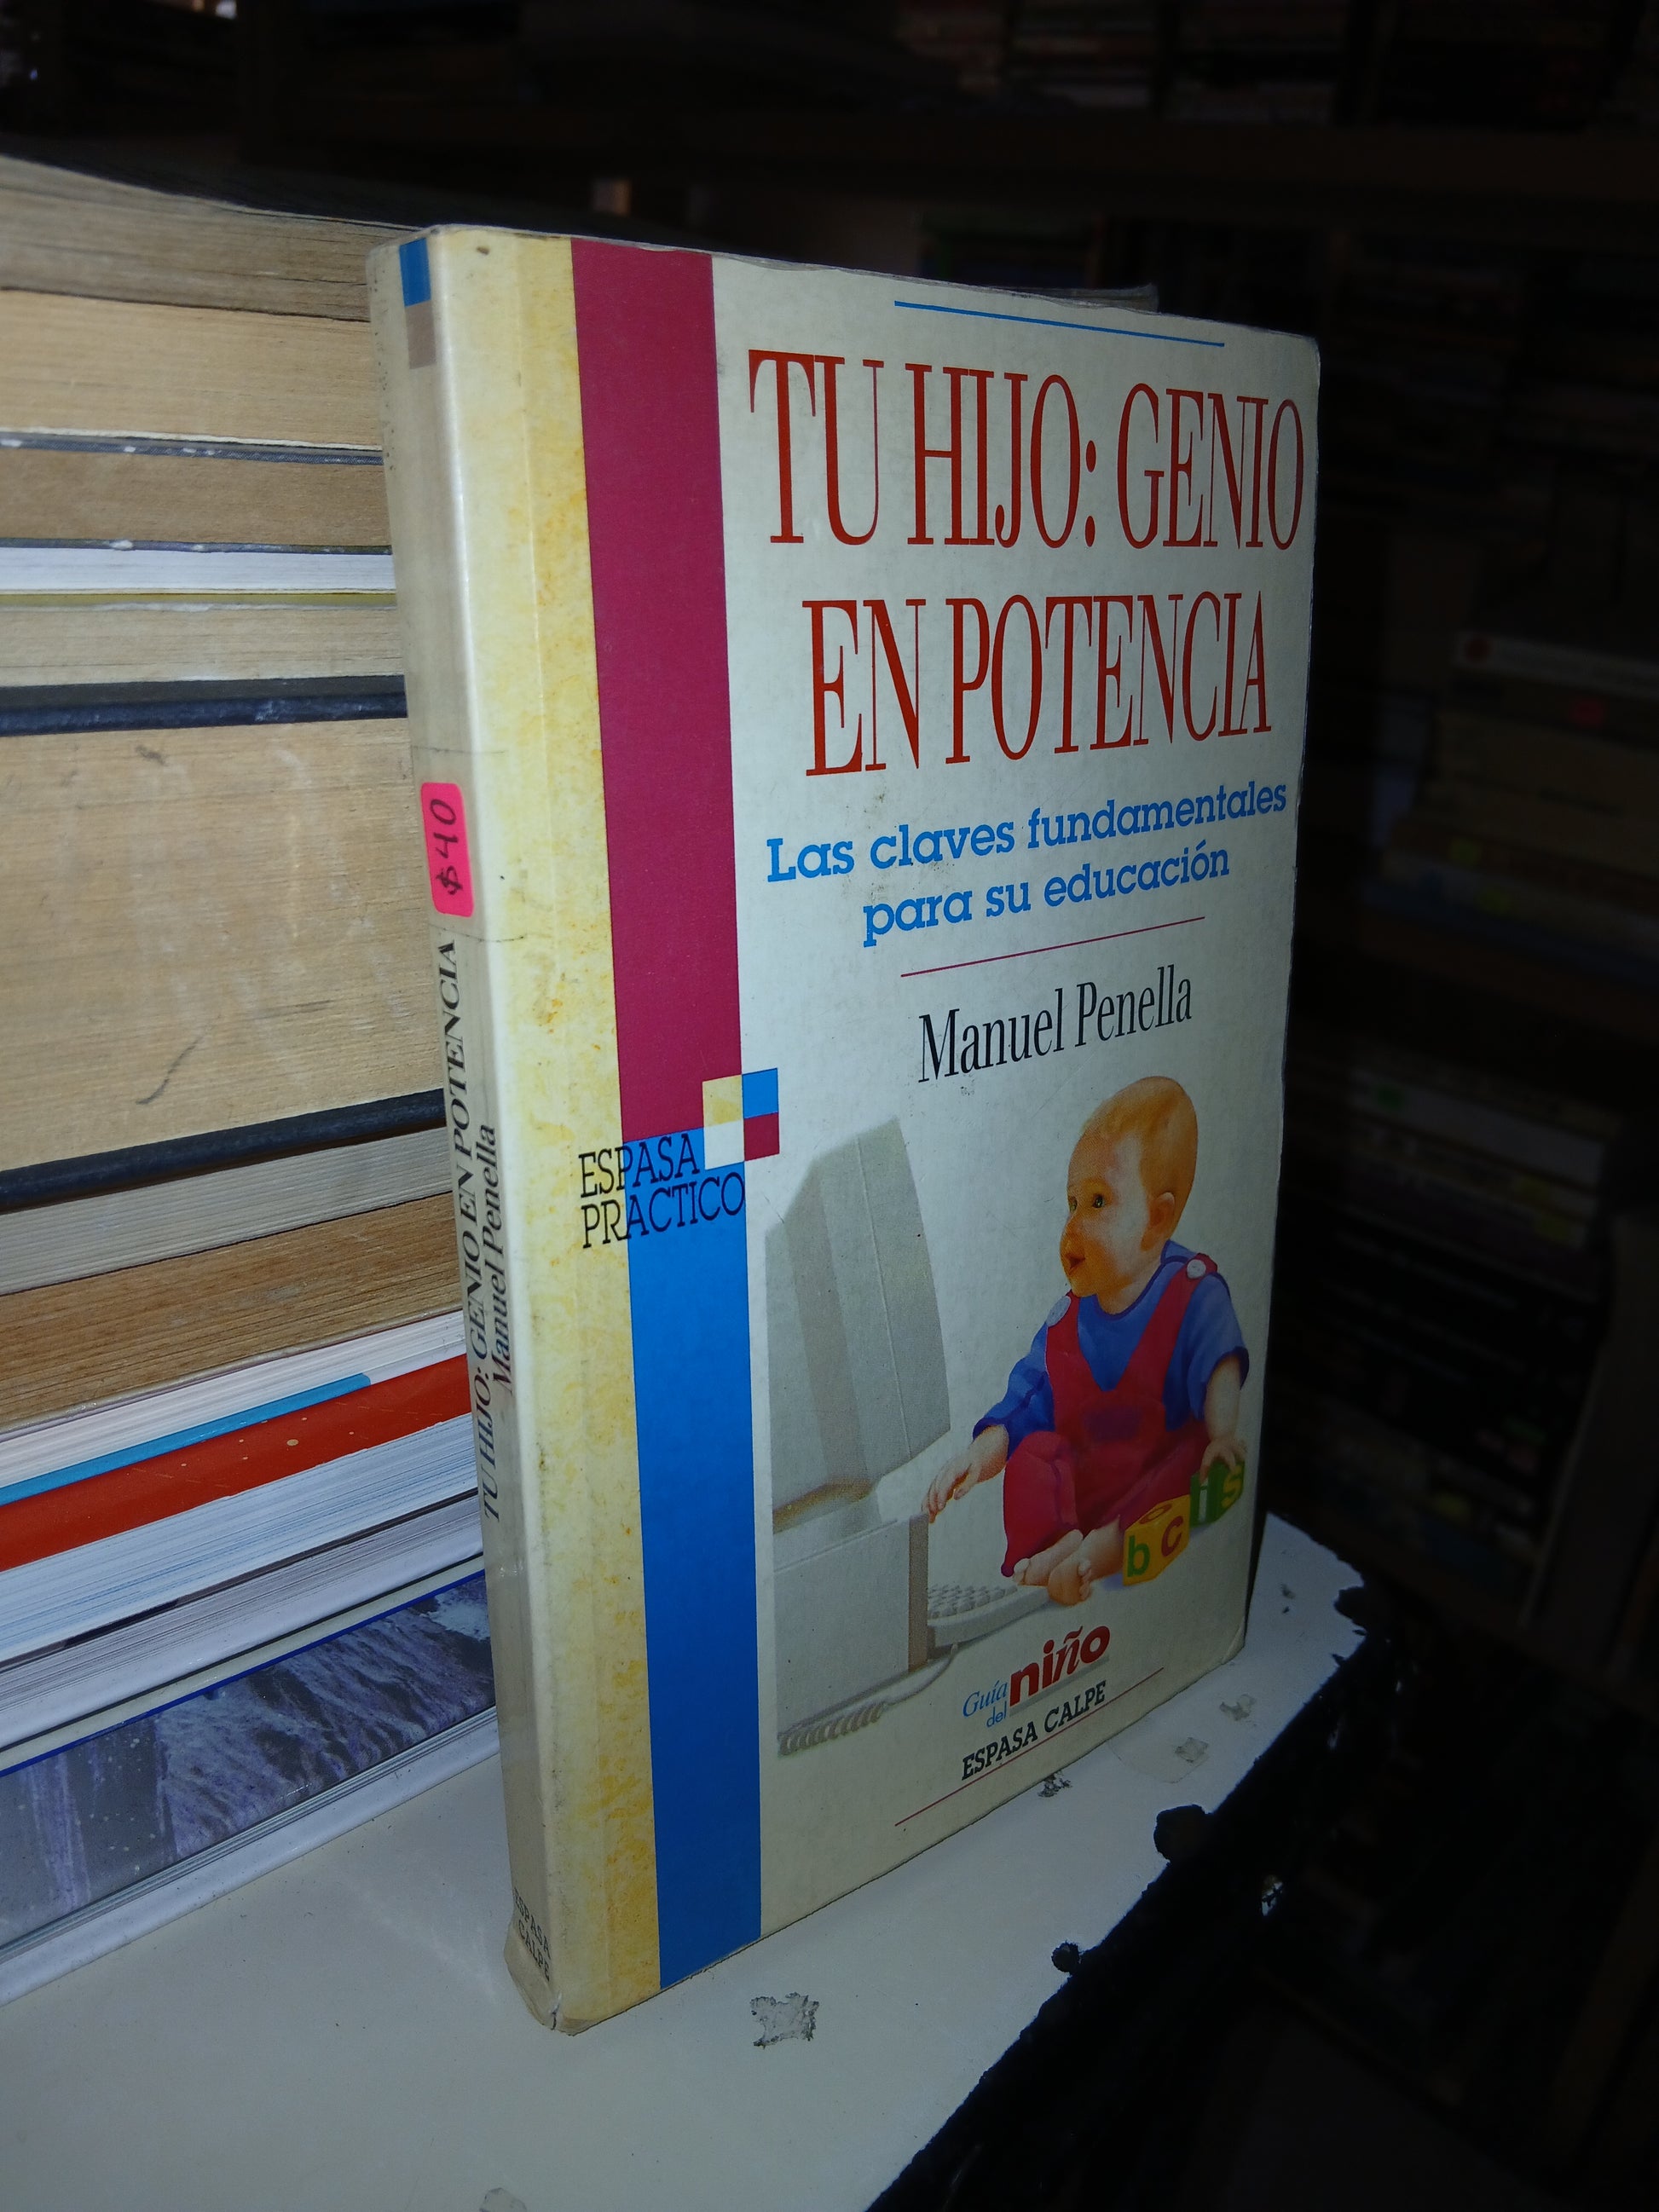 TU HIJO: GENIO
EN POTENCIA
Las claves fundamentales
para su educación
Manuel Penella
ESPASA
PRACTICO
b c i s
Guía
del niño
ESPASA CALPE
$40
TU HIJO: GENIO EN POTENCIA
Manuel Penella
ESPASA
CALPE